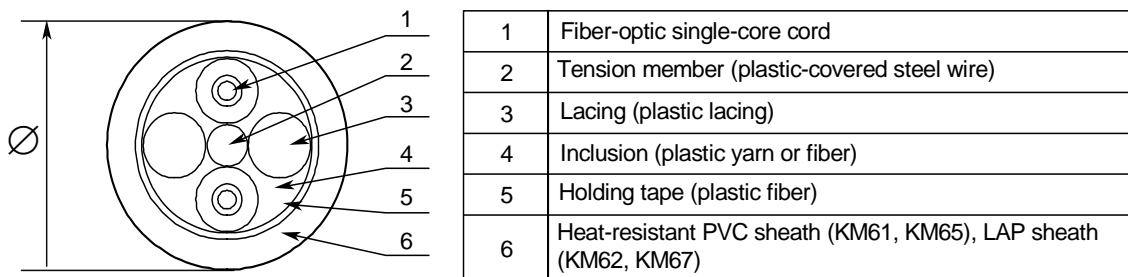 Ø
1
2
3
4
5
6
1 Fiber-optic single-core cord
2 Tension member (plastic-covered steel wire)
3 Lacing (plastic lacing)
4 Inclusion (plastic yarn or fiber)
5 Holding tape (plastic fiber)
6 Heat-resistant PVC sheath (KM61, KM65), LAP sheath
(KM62, KM67)